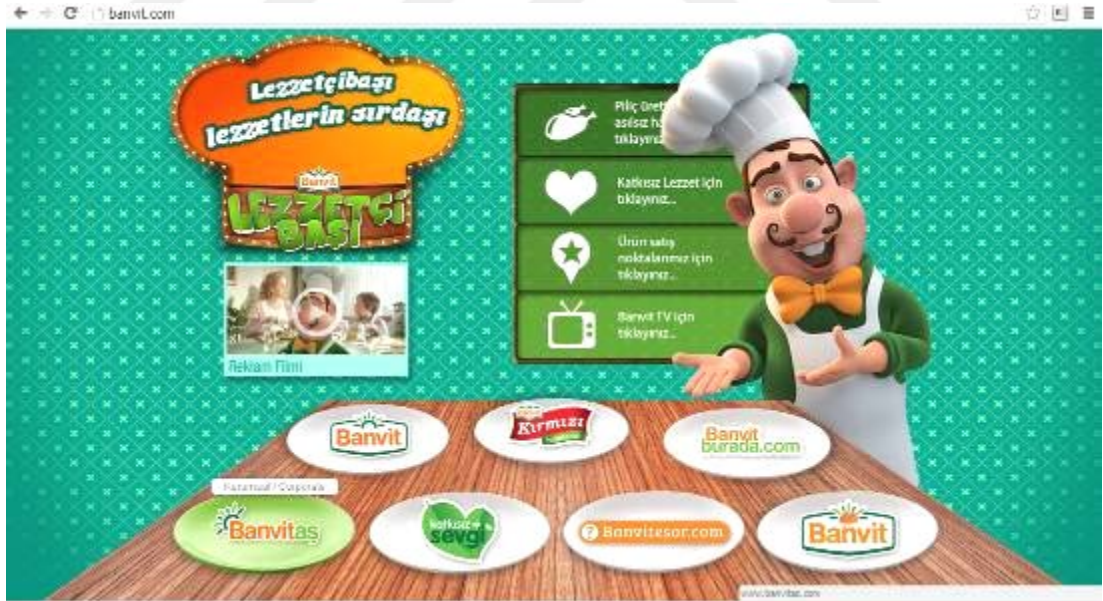 banvit.com
Lezzetçibaşı
lezzetlerin sırdaşı
Banvit
LEZZETÇİ
BAŞI
Reklam Filmi
Piliç
asılsız
tıklayınız
Katkısız Lezzet için
tıklayınız...
Ürün satış
noktalarımız için
tıklayınız...
Banvit TV için
tıklayınız...
Banvit
Kırmızı
Banvit
burada.com
Kurumsal / Corporate
Banvitaş
katkısız
sevgi
? Banvitesor.com
Banvit
www.banvitas.com